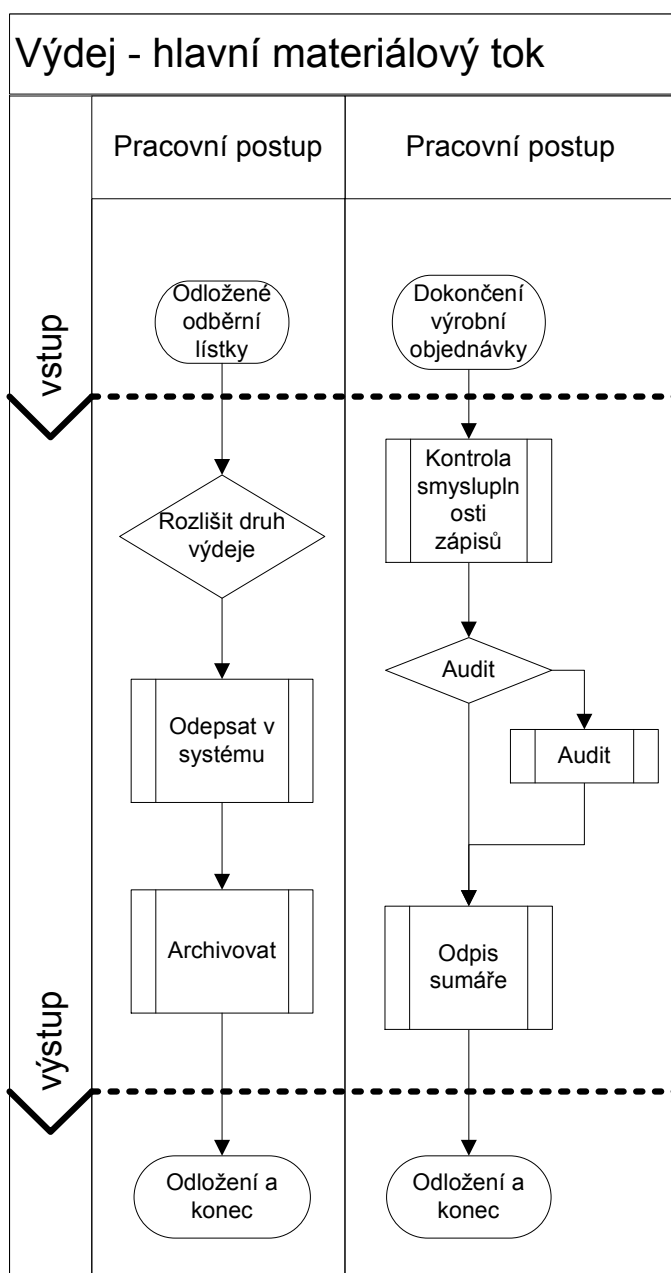 Výdej - hlavní materiálový tok
Pracovní postup
Pracovní postup
vstup
Odložené
odběrní
lístky
Dokončení
výrobní
objednávky
Rozlišit druh
výdeje
Kontrola
smyslupln
osti
zápisů
Audit
Audit
Odepsat v
systému
Archivovat
Odpis
sumáře
výstup
Odložení a
konec
Odložení a
konec